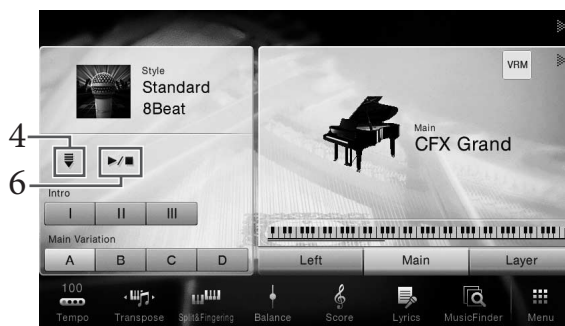 VRM
Style
Standard
8Beat
Main
CFX Grand
4
6
Intro
I II III
Main Variation
A B C D
Left Main Layer
100
Tempo Transpose Split&Fingering Balance Score Lyrics MusicFinder Menu